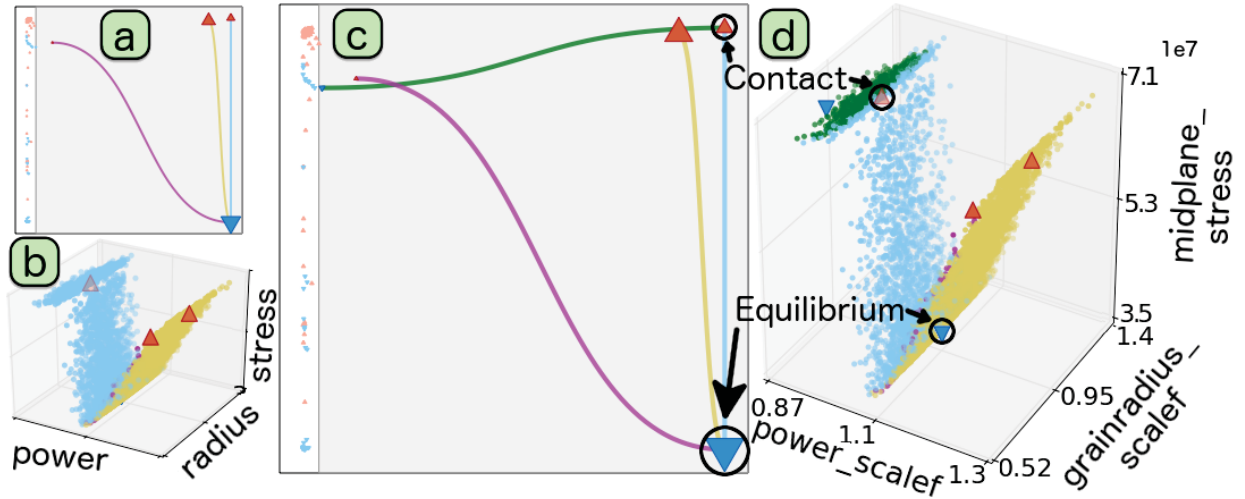 a
c
d
1e7
7.1
Contact
midplane_
stress
5.3
b
stress
Equilibrium
3.5
1.4
0.95
grainradius_
scalef
0.87
power_scalef
1.1
1.3
0.52
power
radius